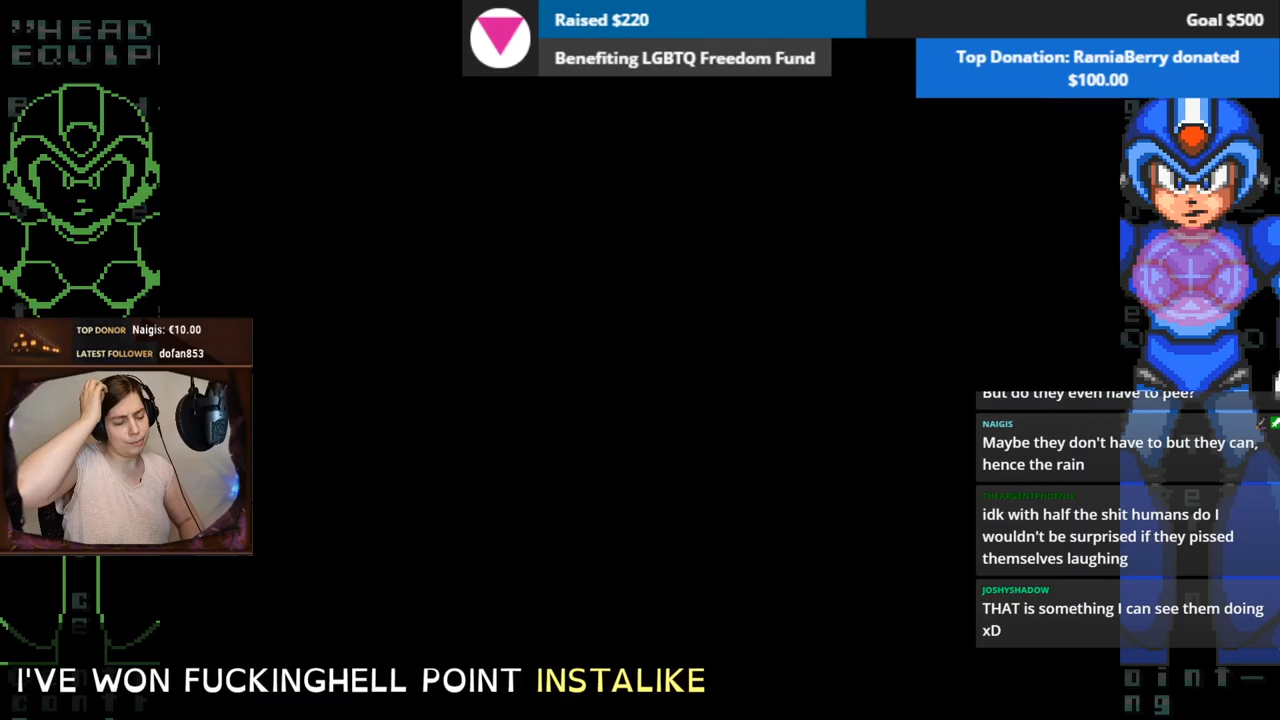 "HEAD
EQUIP
Raised $220
Goal $500
Benefiting LGBTQ Freedom Fund
Top Donation: RamiaBerry donated
$100.00
TOP DONOR Naigis: €10.00
LATEST FOLLOWER dofan853
But do they even have to pee?
NAIGIS
Maybe they don't have to but they can,
hence the rain
THEARGENTPHOENIX
idk with half the shit humans do I
wouldn't be surprised if they pissed
themselves laughing
JOSHYSHADOW
THAT is something I can see them doing
xD
I'VE WON FUCKINGHELL POINT INSTALIKE